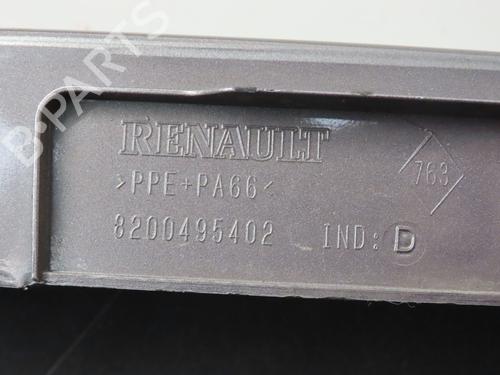 B-PARTS
RENAULT
763
>PPE+PA66<
8200495402 IND: D